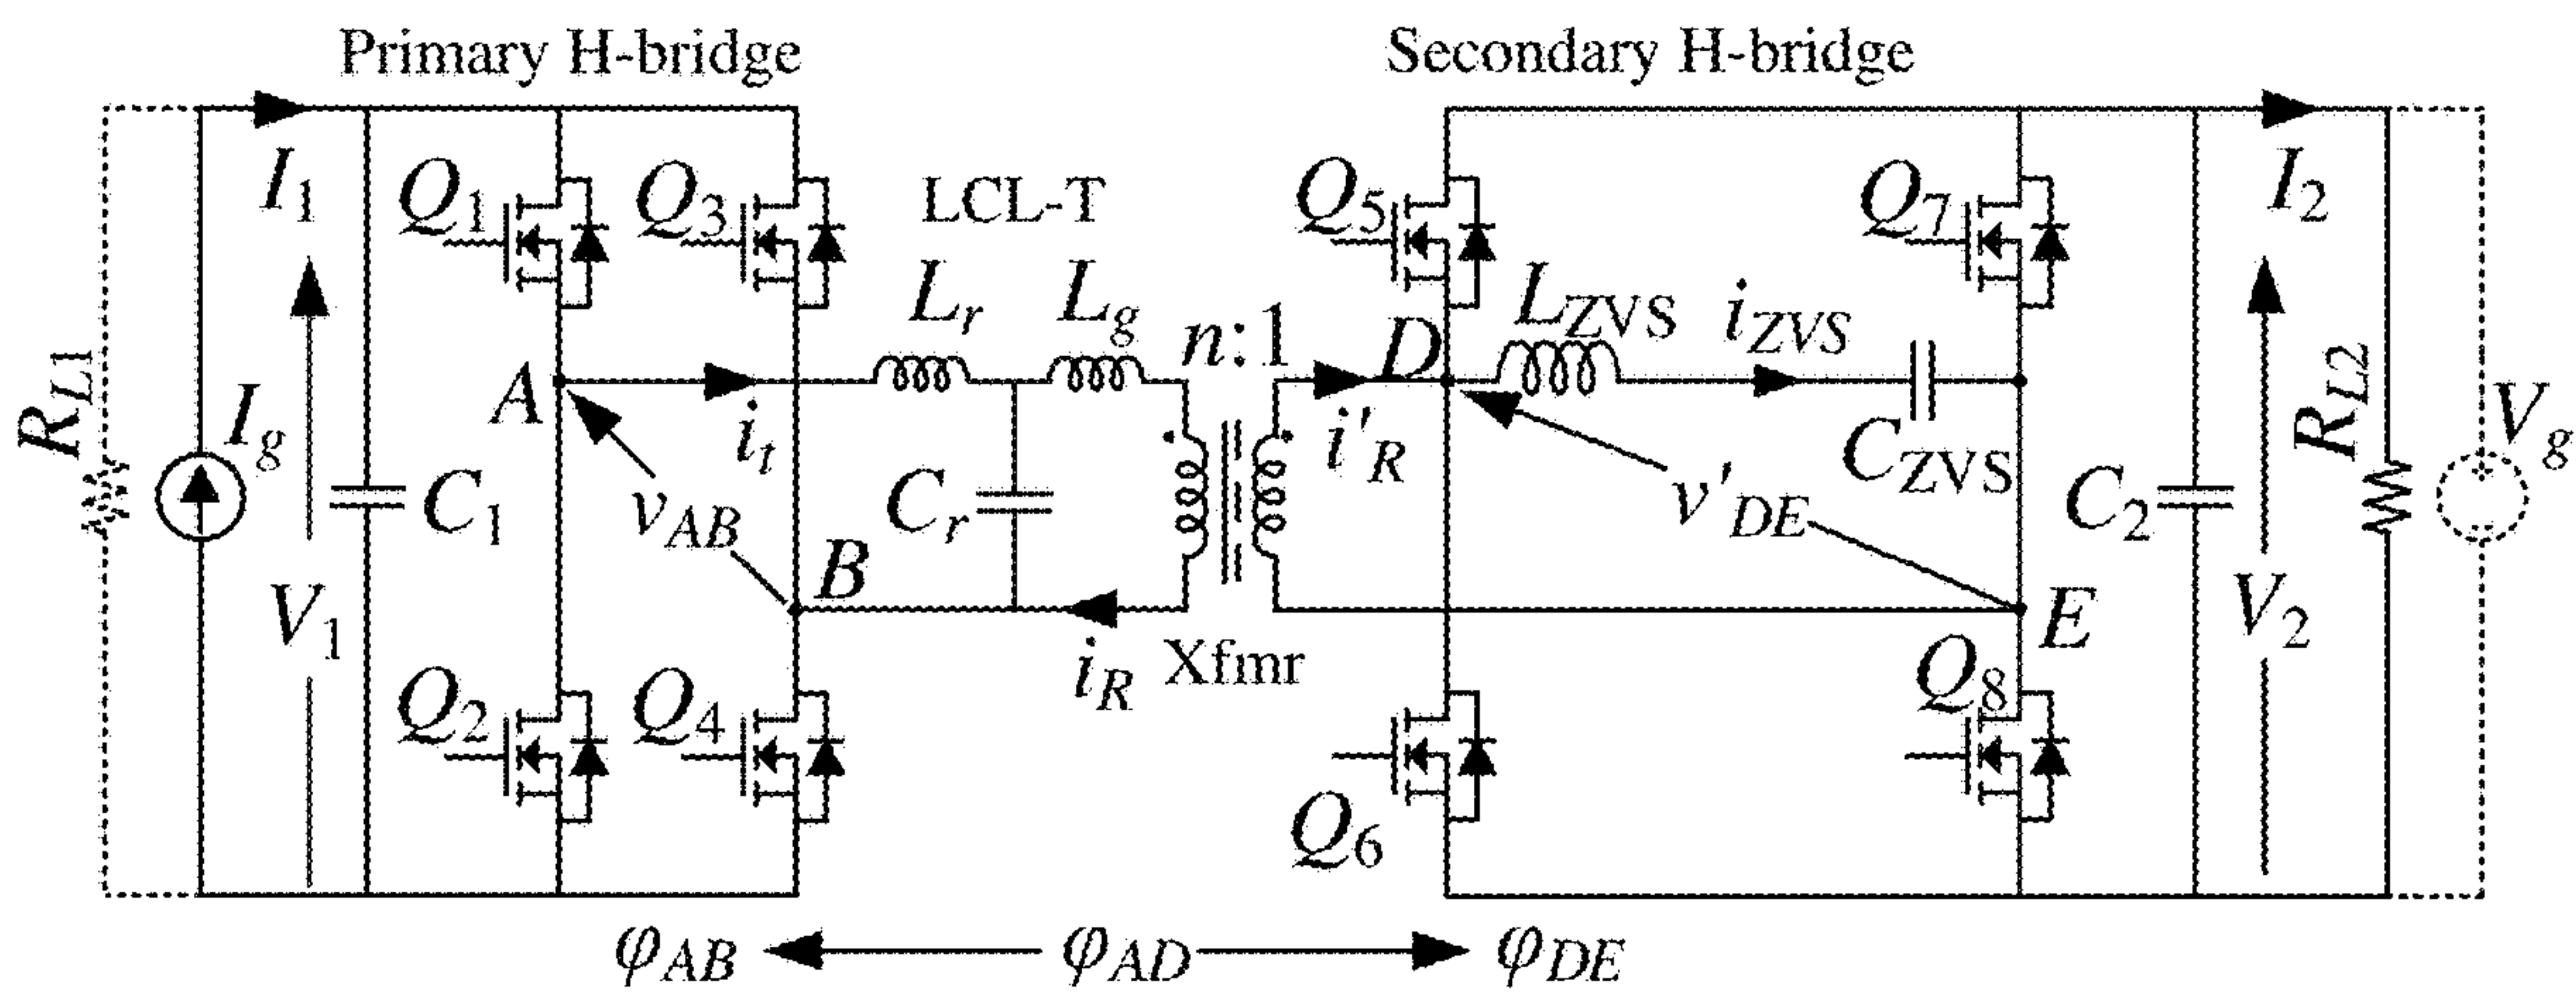 Primary H-bridge
Secondary H-bridge
I1
Q1
Q3
LCL-T
Lr
Lg
n:1
Q5
D
LZVS
iZVS
Q7
I2
RL1
Ig
A
it
i'R
CZVS
RL2
Vg
C1
vAB
Cr
v'DE
C2
V1
B
iR
Xfmr
E
V2
Q2
Q4
Q6
Q8
φAB
φAD
φDE